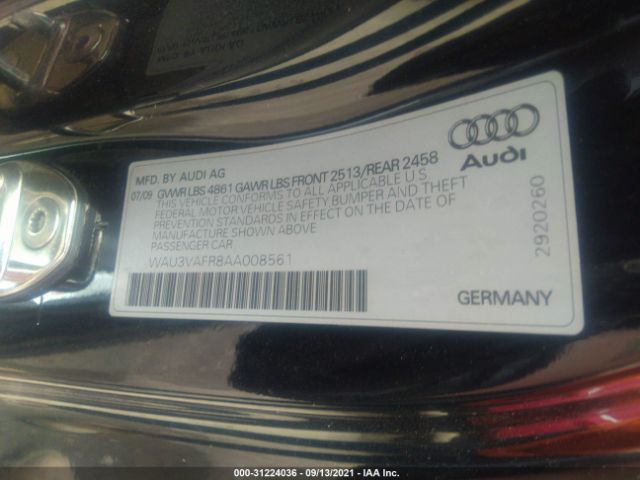 MFD. BY AUDI AG
07/09 GVWR LBS 4861 GAWR LBS FRONT 2513/REAR 2458
THIS VEHICLE CONFORMS TO ALL APPLICABLE U.S.
FEDERAL MOTOR VEHICLE SAFETY, BUMPER AND THEFT
PREVENTION STANDARDS IN EFFECT ON THE DATE OF
MANUFACTURE SHOWN ABOVE
PASSENGER CAR
WAU3VAFR8AA008561
Audi
2920260
GERMANY
000-31224036 - 09/13/2021 - IAA Inc.